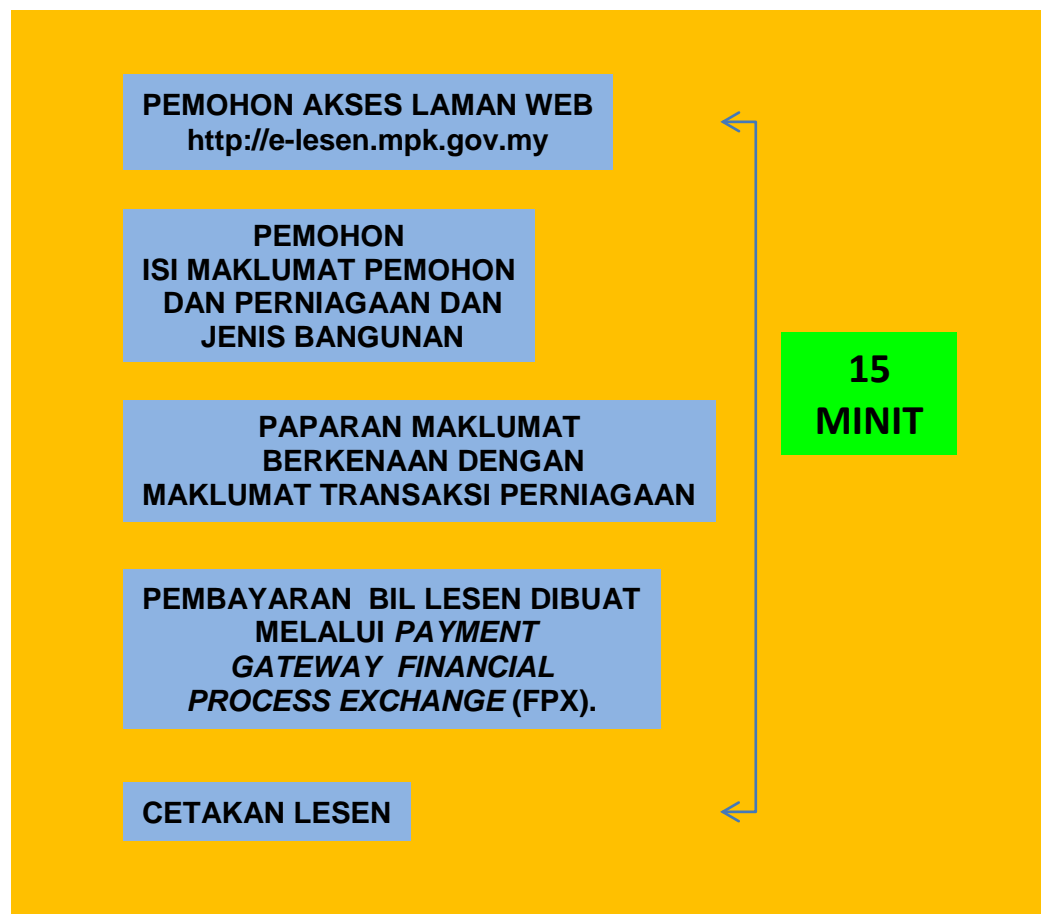 PEMOHON AKSES LAMAN WEB
http://e-lesen.mpk.gov.my
PEMOHON
ISI MAKLUMAT PEMOHON
DAN PERNIAGAAN DAN
JENIS BANGUNAN
PAPARAN MAKLUMAT
BERKENAAN DENGAN
MAKLUMAT TRANSAKSI PERNIAGAAN
PEMBAYARAN BIL LESEN DIBUAT
MELALUI PAYMENT
GATEWAY FINANCIAL
PROCESS EXCHANGE (FPX).
CETAKAN LESEN
15
MINIT